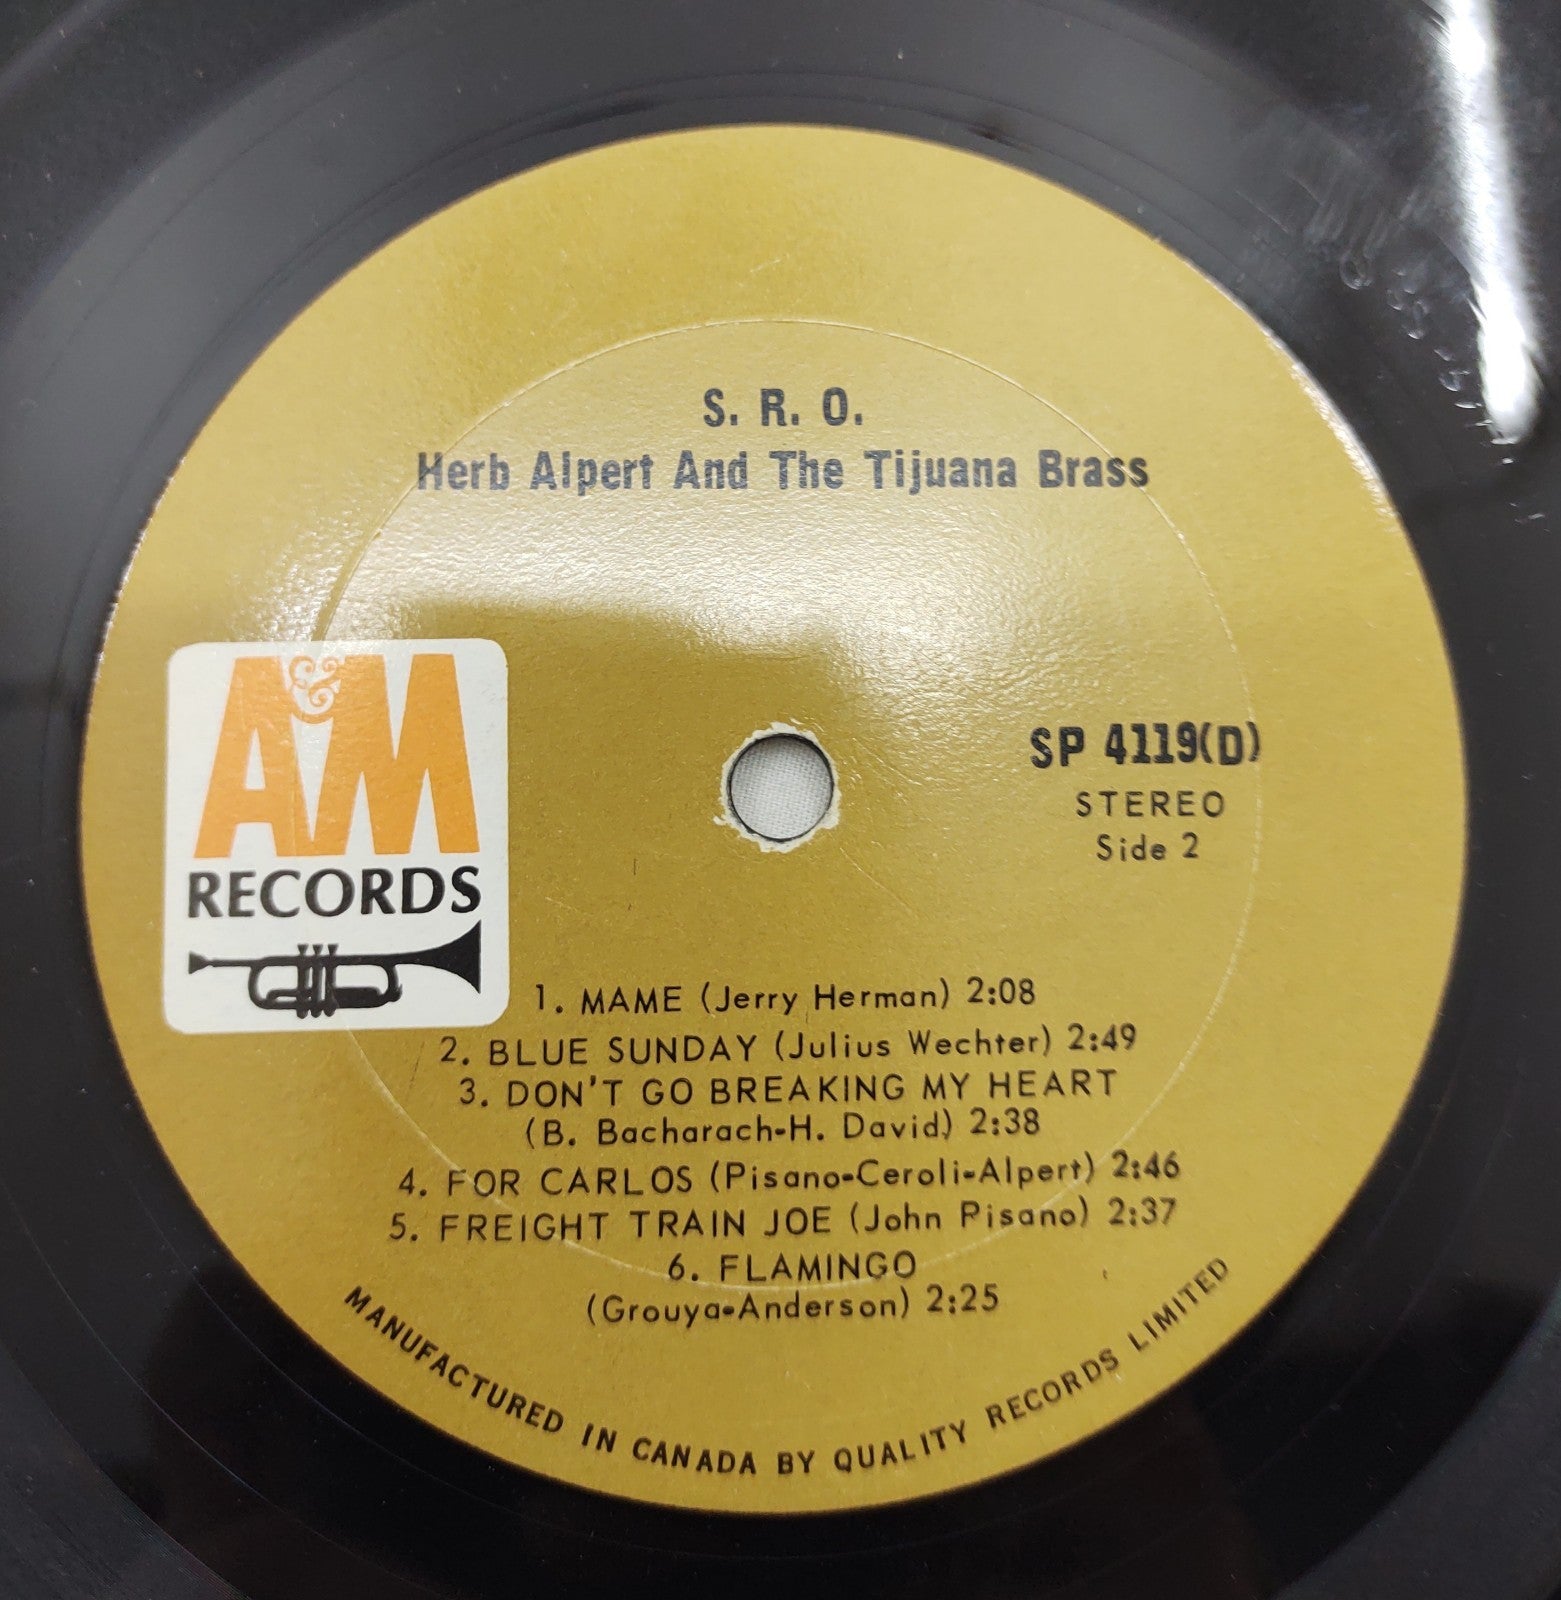 S. R. O.
Herb Alpert And The Tijuana Brass
A&M
RECORDS
SP 4119(D)
STEREO
Side 2
1. MAME (Jerry Herman) 2:08
2. BLUE SUNDAY (Julius Wechter) 2:49
3. DON'T GO BREAKING MY HEART
(B. Bacharach-H. David) 2:38
4. FOR CARLOS (Pisano-Ceroli-Alpert) 2:46
5. FREIGHT TRAIN JOE (John Pisano) 2:37
6. FLAMINGO
(Grouya-Anderson) 2:25
MANUFACTURED IN CANADA BY QUALITY RECORDS LIMITED